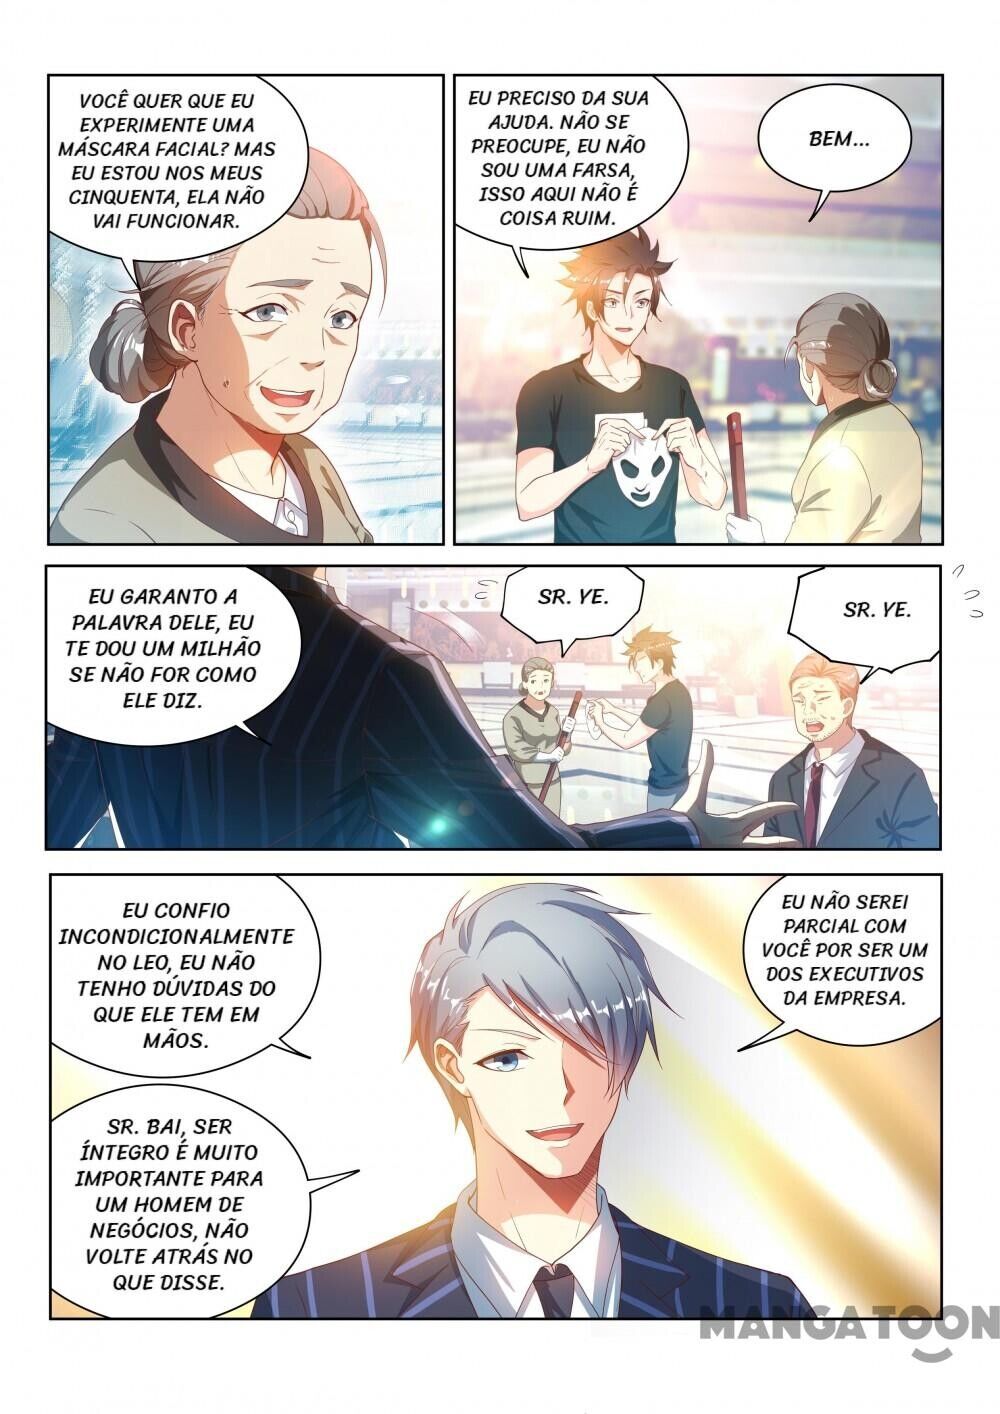 VOCÊ QUER QUE EU
EXPERIMENTE UMA
MÁSCARA FACIAL? MAS
EU ESTOU NOS MEUS
CINQUENTA, ELA NÃO
VAI FUNCIONAR.
EU PRECISO DA SUA
AJUDA. NÃO SE
PREOCUPE, EU NÃO
SOU UMA FARSA,
ISSO AQUI NÃO É
COISA RUIM.
BEM...
EU GARANTO A
PALAVRA DELE, EU
TE DOU UM MILHÃO
SE NÃO FOR COMO
ELE DIZ.
SR. YE.
SR. YE.
EU CONFIO
INCONDICIONALMENTE
NO LEO, EU NÃO
TENHO DÚVIDAS DO
QUE ELE TEM EM
MÃOS.
EU NÃO SEREI
PARCIAL COM
VOCÊ POR SER UM
DOS EXECUTIVOS
DA EMPRESA.
SR. BAI, SER
ÍNTEGRO É MUITO
IMPORTANTE PARA
UM HOMEM DE
NEGÓCIOS, NÃO
VOLTE ATRÁS NO
QUE DISSE.
MANGATOON